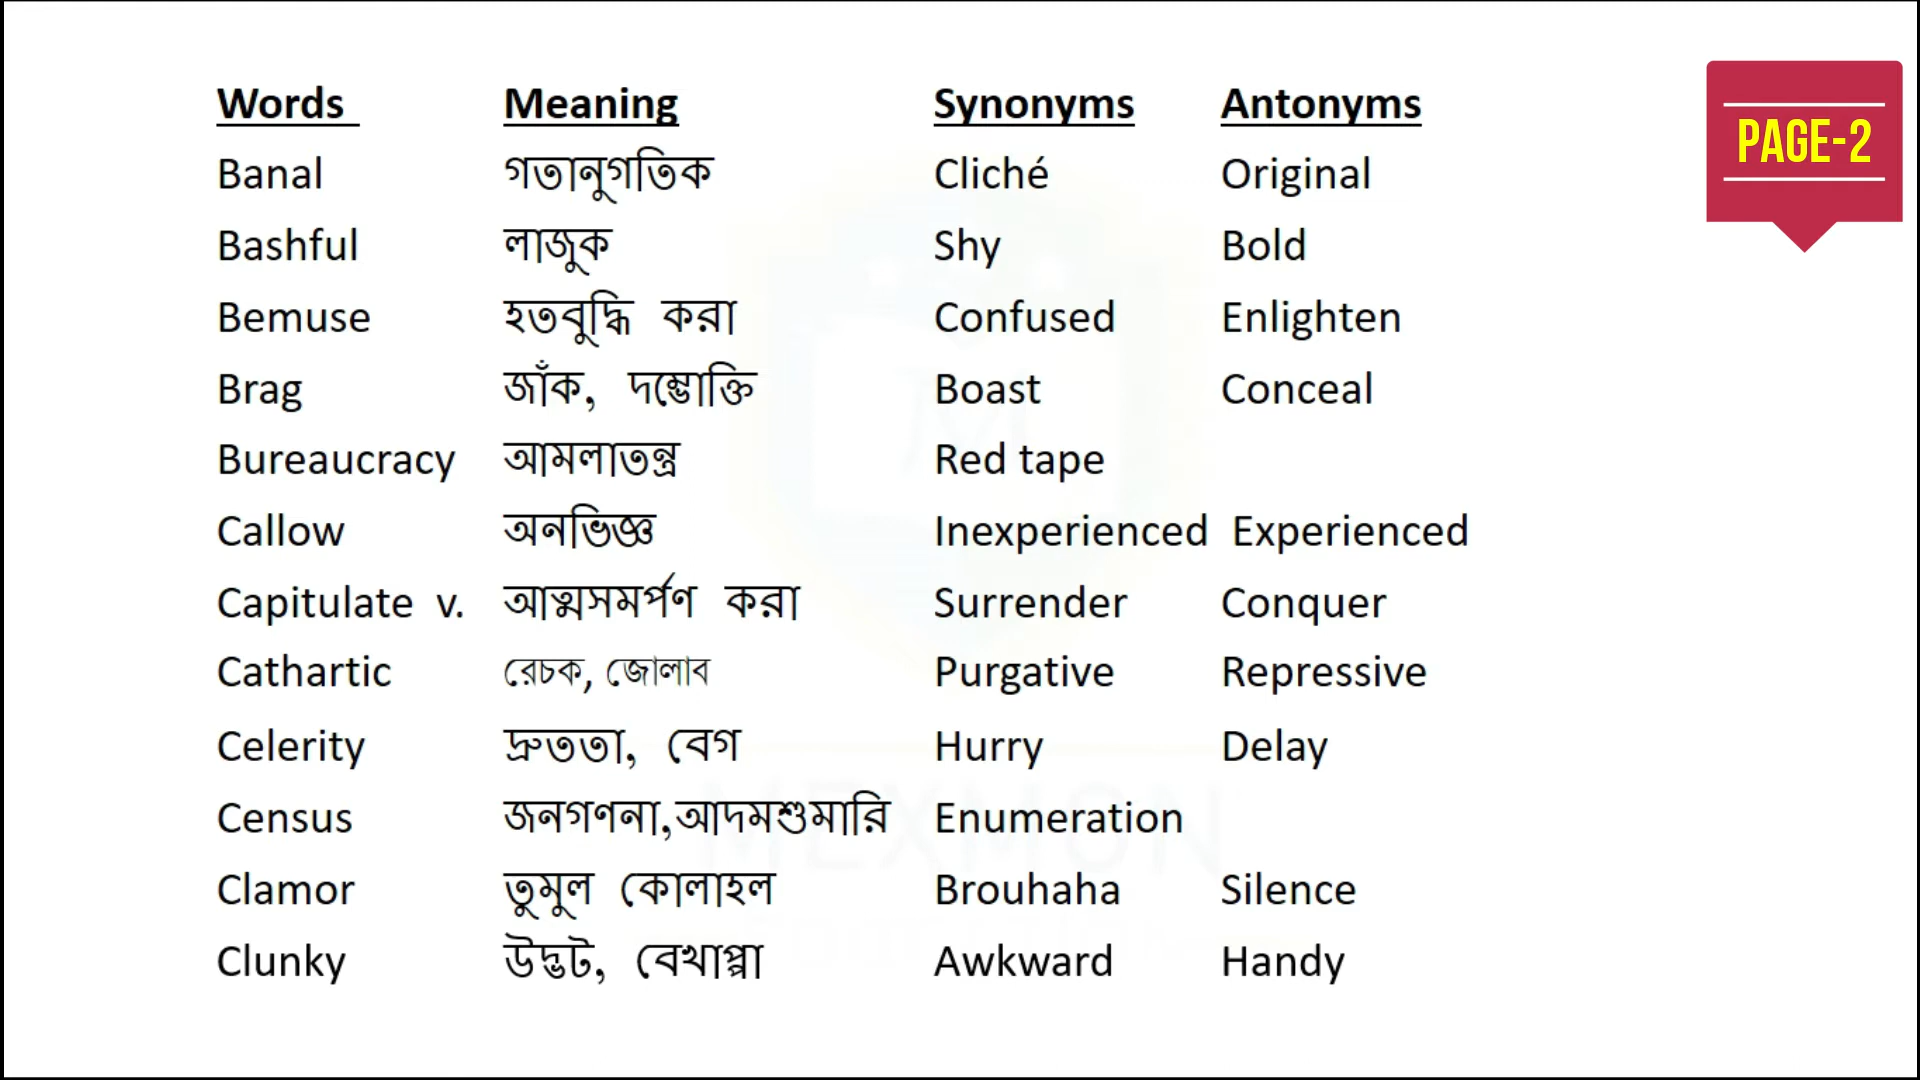 Words Meaning Synonyms Antonyms
PAGE-2
Banal গতানুগতিক Cliché Original
Bashful লাজুক Shy Bold
Bemuse হতবুদ্ধি করা Confused Enlighten
Brag জাঁক, দম্ভোক্তি Boast Conceal
Bureaucracy আমলাতন্ত্র Red tape
Callow অনভিজ্ঞ Inexperienced Experienced
Capitulate v. আত্মসমর্পণ করা Surrender Conquer
Cathartic রেচক, জোলাব Purgative Repressive
Celerity দ্রুততা, বেগ Hurry Delay
Census জনগণনা,আদমশুমারি Enumeration
Clamor তুমুল কোলাহল Brouhaha Silence
Clunky উদ্ভট, বেখাপ্পা Awkward Handy
MEXMON